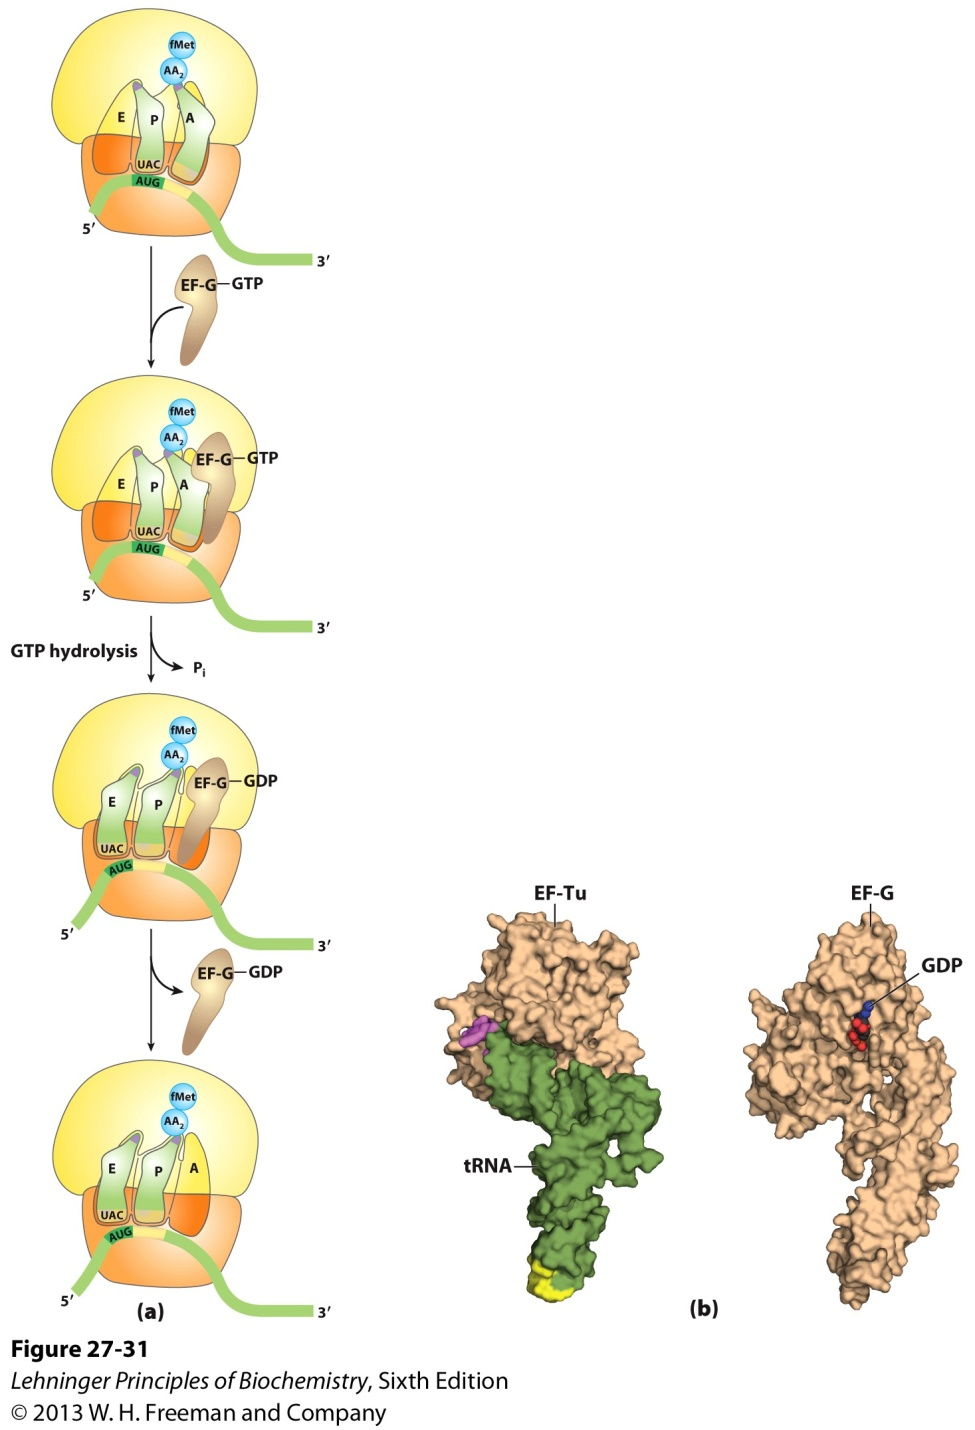 fMet
AA2
E
P
A
UAC
AUG
5′
3′
EF-G–GTP
fMet
AA2
EF-G–GTP
E
P
A
UAC
AUG
5′
3′
GTP hydrolysis
Pi
fMet
AA2
EF-G–GDP
E
P
UAC
AUG
5′
3′
EF-G–GDP
fMet
AA2
E
P
A
UAC
AUG
5′
3′
(a)
EF-Tu
tRNA
EF-G
GDP
(b)
Figure 27-31
Lehninger Principles of Biochemistry, Sixth Edition
© 2013 W. H. Freeman and Company